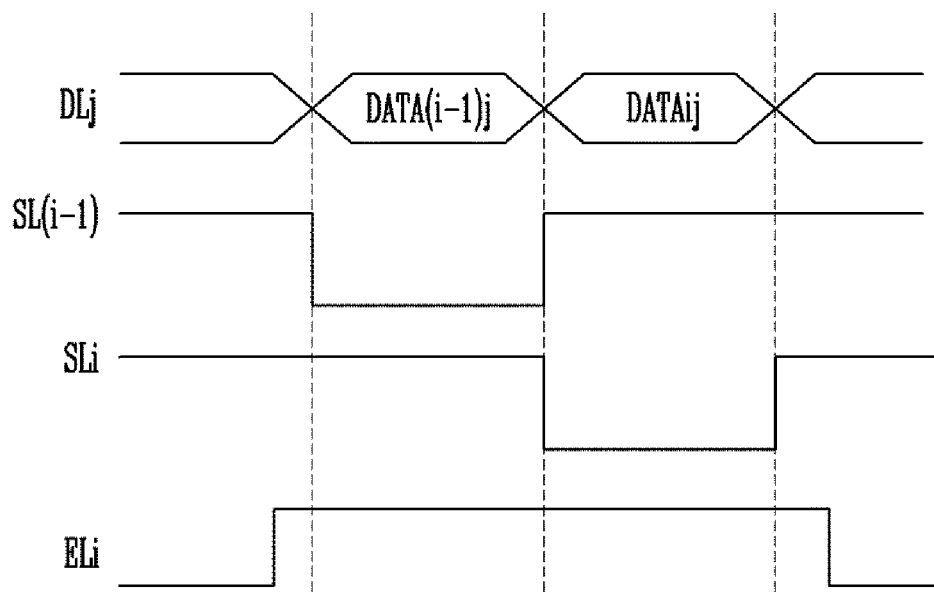 DLj
DATA(i-1)j
DATAij
SL(i-1)
SLi
ELi